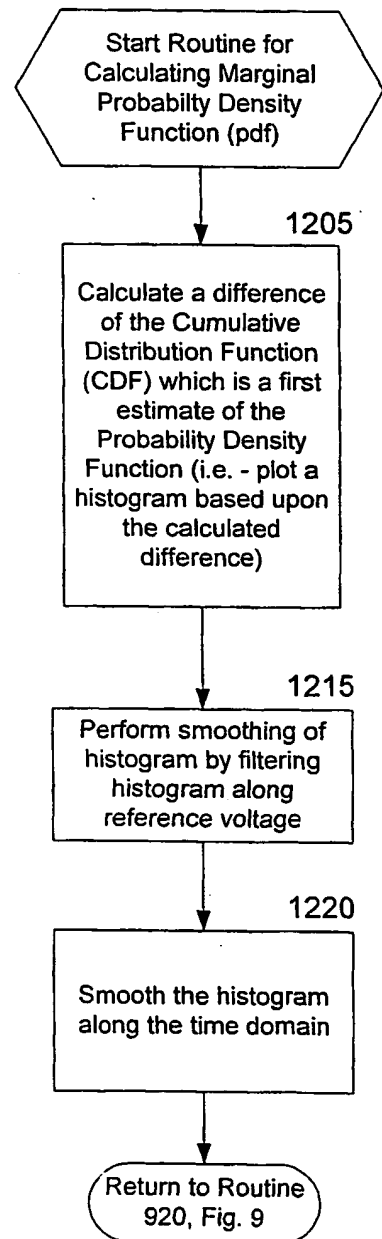 Start Routine for
Calculating Marginal
Probabilty Density
Function (pdf)
1205
Calculate a difference
of the Cumulative
Distribution Function
(CDF) which is a first
estimate of the
Probability Density
Function (i.e. - plot a
histogram based upon
the calculated
difference)
1215
Perform smoothing of
histogram by filtering
histogram along
reference voltage
1220
Smooth the histogram
along the time domain
Return to Routine
920, Fig. 9